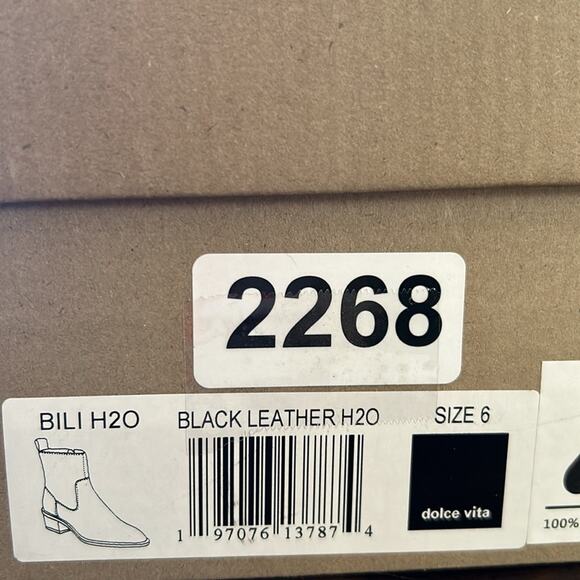 2268
BILI H2O BLACK LEATHER H2O SIZE 6
dolce vita
1 97076 13787 4
100%